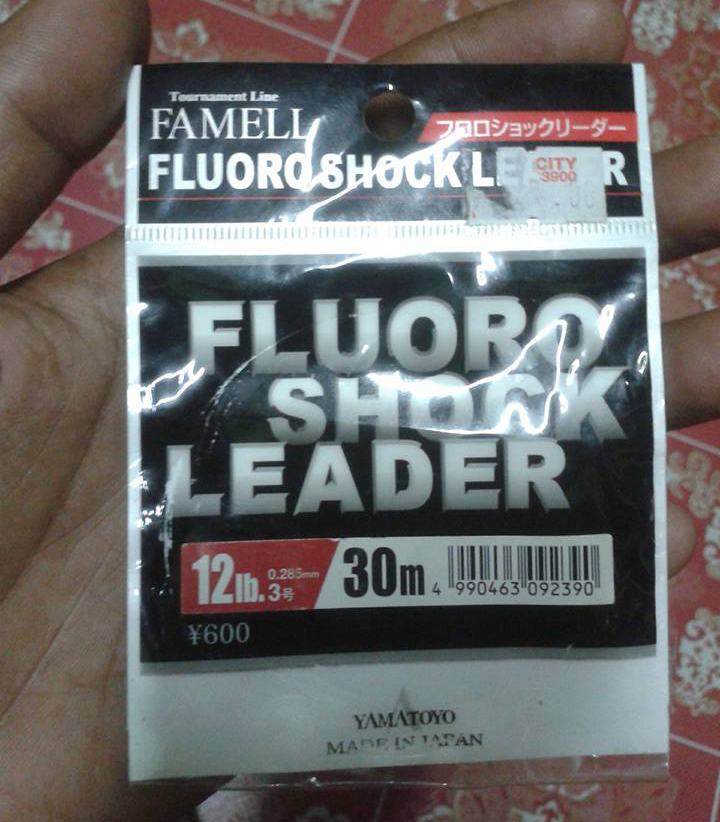 Tournament Line
FAMELL
フロロショックリーダー
FLUORO SHOCK LEADER
CITY
3900
FLUORO
SHOCK
LEADER
12lb. 0.285mm 3号 30m
4 990463 092390
¥600
YAMATOYO
MADE IN JAPAN